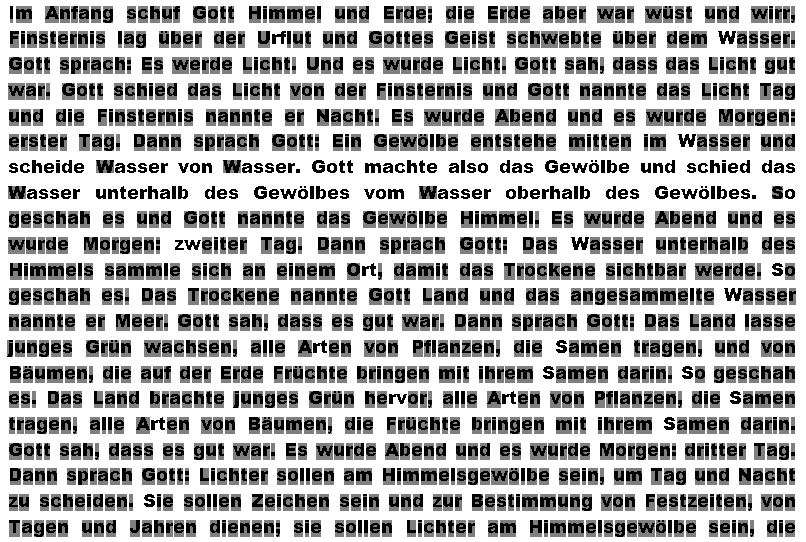 Im Anfang schuf Gott Himmel und Erde; die Erde aber war wüst und wirr,
Finsternis lag über der Urflut und Gottes Geist schwebte über dem Wasser.
Gott sprach: Es werde Licht. Und es wurde Licht. Gott sah, dass das Licht gut
war. Gott schied das Licht von der Finsternis und Gott nannte das Licht Tag
und die Finsternis nannte er Nacht. Es wurde Abend und es wurde Morgen:
erster Tag. Dann sprach Gott: Ein Gewölbe entstehe mitten im Wasser und
scheide Wasser von Wasser. Gott machte also das Gewölbe und schied das
Wasser unterhalb des Gewölbes vom Wasser oberhalb des Gewölbes. So
geschah es und Gott nannte das Gewölbe Himmel. Es wurde Abend und es
wurde Morgen: zweiter Tag. Dann sprach Gott: Das Wasser unterhalb des
Himmels sammle sich an einem Ort, damit das Trockene sichtbar werde. So
geschah es. Das Trockene nannte Gott Land und das angesammelte Wasser
nannte er Meer. Gott sah, dass es gut war. Dann sprach Gott: Das Land lasse
junges Grün wachsen, alle Arten von Pflanzen, die Samen tragen, und von
Bäumen, die auf der Erde Früchte bringen mit ihrem Samen darin. So geschah
es. Das Land brachte junges Grün hervor, alle Arten von Pflanzen, die Samen
tragen, alle Arten von Bäumen, die Früchte bringen mit ihrem Samen darin.
Gott sah, dass es gut war. Es wurde Abend und es wurde Morgen: dritter Tag.
Dann sprach Gott: Lichter sollen am Himmelsgewölbe sein, um Tag und Nacht
zu scheiden. Sie sollen Zeichen sein und zur Bestimmung von Festzeiten, von
Tagen und Jahren dienen; sie sollen Lichter am Himmelsgewölbe sein, die